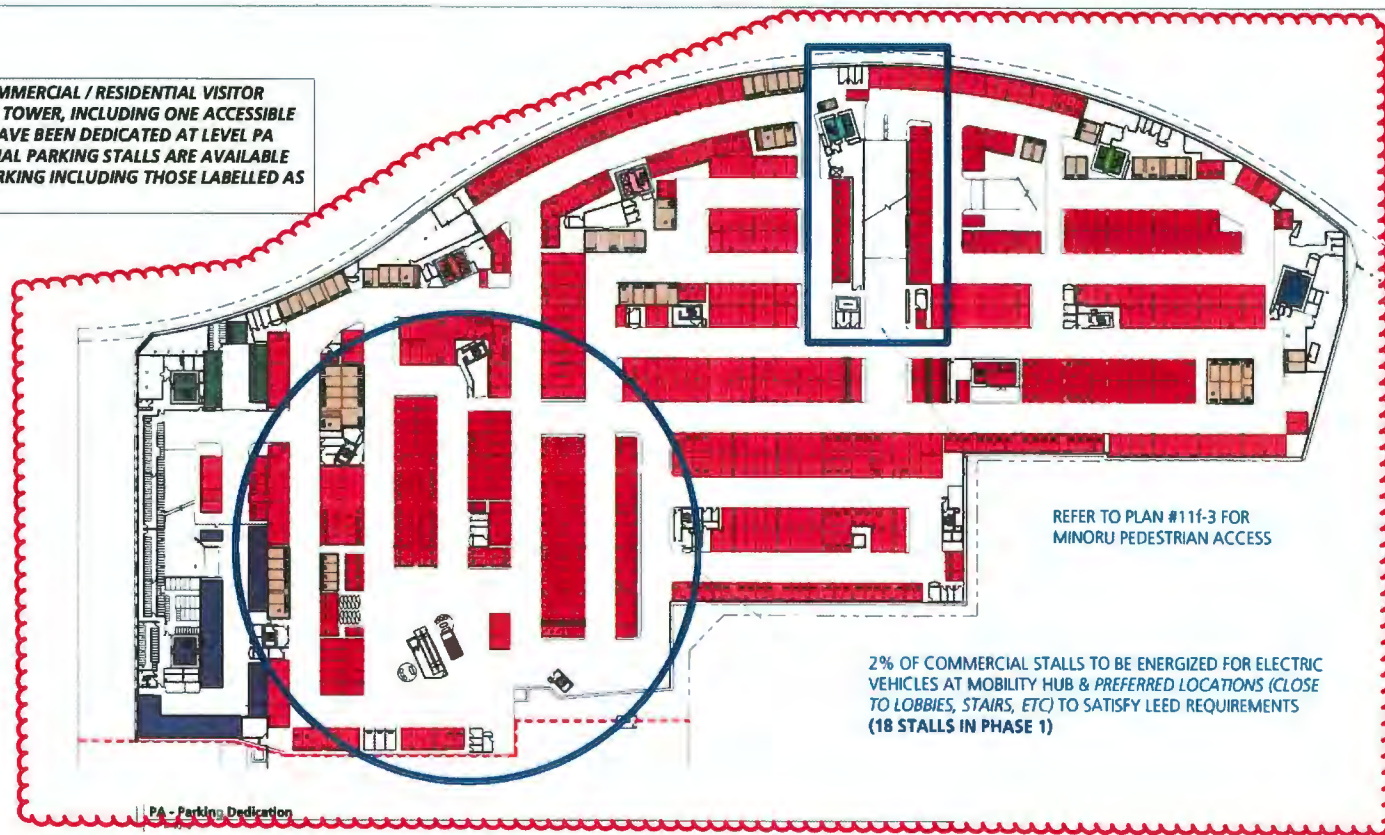 MMERCIAL / RESIDENTIAL VISITOR
TOWER, INCLUDING ONE ACCESSIBLE
AVE BEEN DEDICATED AT LEVEL PA
IAL PARKING STALLS ARE AVAILABLE
RKING INCLUDING THOSE LABELLED AS
REFER TO PLAN #11f-3 FOR
MINORU PEDESTRIAN ACCESS
2% OF COMMERCIAL STALLS TO BE ENERGIZED FOR ELECTRIC
VEHICLES AT MOBILITY HUB & PREFERRED LOCATIONS (CLOSE
TO LOBBIES, STAIRS, ETC) TO SATISFY LEED REQUIREMENTS
(18 STALLS IN PHASE 1)
PA - Parking Dedication